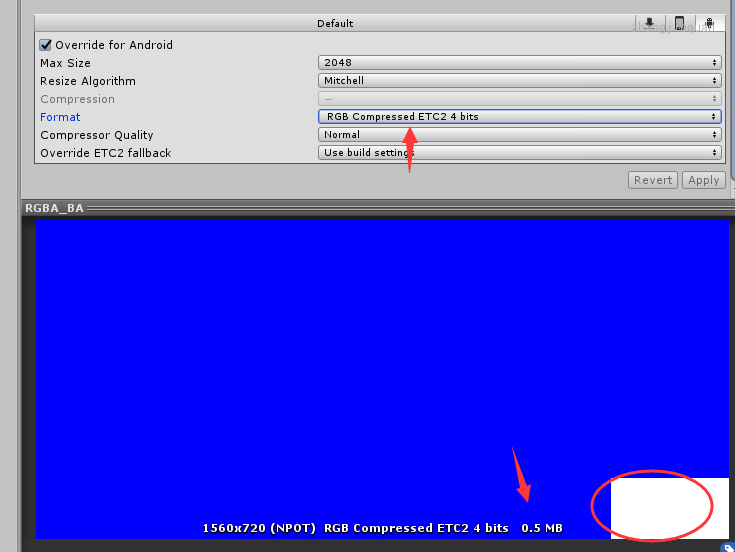 Default
Override for Android
Max Size 2048
Resize Algorithm Mitchell
Compression —
Format RGB Compressed ETC2 4 bits
Compressor Quality Normal
Override ETC2 fallback Use build settings
Revert Apply
RGBA_BA
1560x720 (NPOT) RGB Compressed ETC2 4 bits 0.5 MB